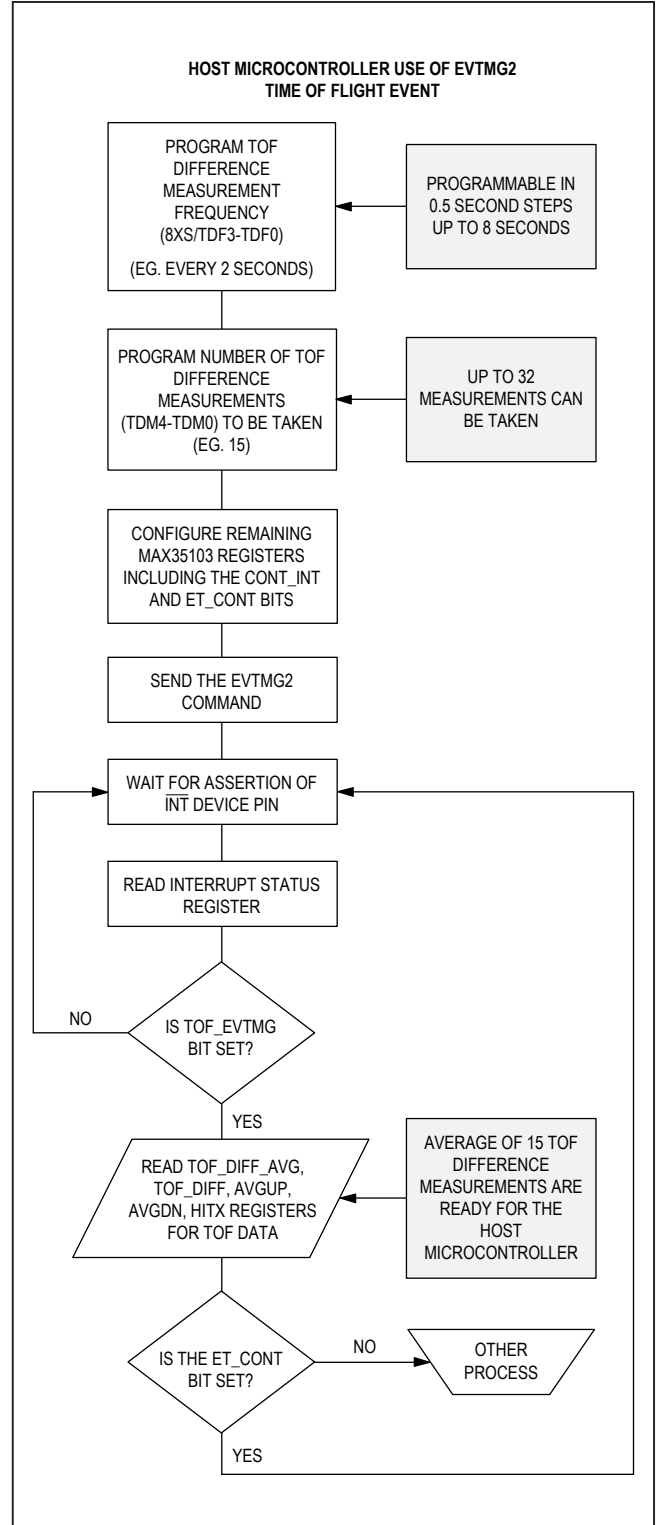 HOST MICROCONTROLLER USE OF EVTMG2
TIME OF FLIGHT EVENT
PROGRAM TOF
DIFFERENCE
MEASUREMENT
FREQUENCY
(8XS/TDF3-TDF0)
(EG. EVERY 2 SECONDS)
PROGRAMMABLE IN
0.5 SECOND STEPS
UP TO 8 SECONDS
PROGRAM NUMBER OF TOF
DIFFERENCE
MEASUREMENTS
(TDM4-TDM0) TO BE TAKEN
(EG. 15)
UP TO 32
MEASUREMENTS CAN
BE TAKEN
CONFIGURE REMAINING
MAX35103 REGISTERS
INCLUDING THE CONT_INT
AND ET_CONT BITS
SEND THE EVTMG2
COMMAND
WAIT FOR ASSERTION OF
INT DEVICE PIN
READ INTERRUPT STATUS
REGISTER
NO
IS TOF_EVTMG
BIT SET?
YES
READ TOF_DIFF_AVG,
TOF_DIFF, AVGUP,
AVGDN, HITX REGISTERS
FOR TOF DATA
AVERAGE OF 15 TOF
DIFFERENCE
MEASUREMENTS ARE
READY FOR THE
HOST
MICROCONTROLLER
IS THE ET_CONT
BIT SET?
NO
OTHER
PROCESS
YES